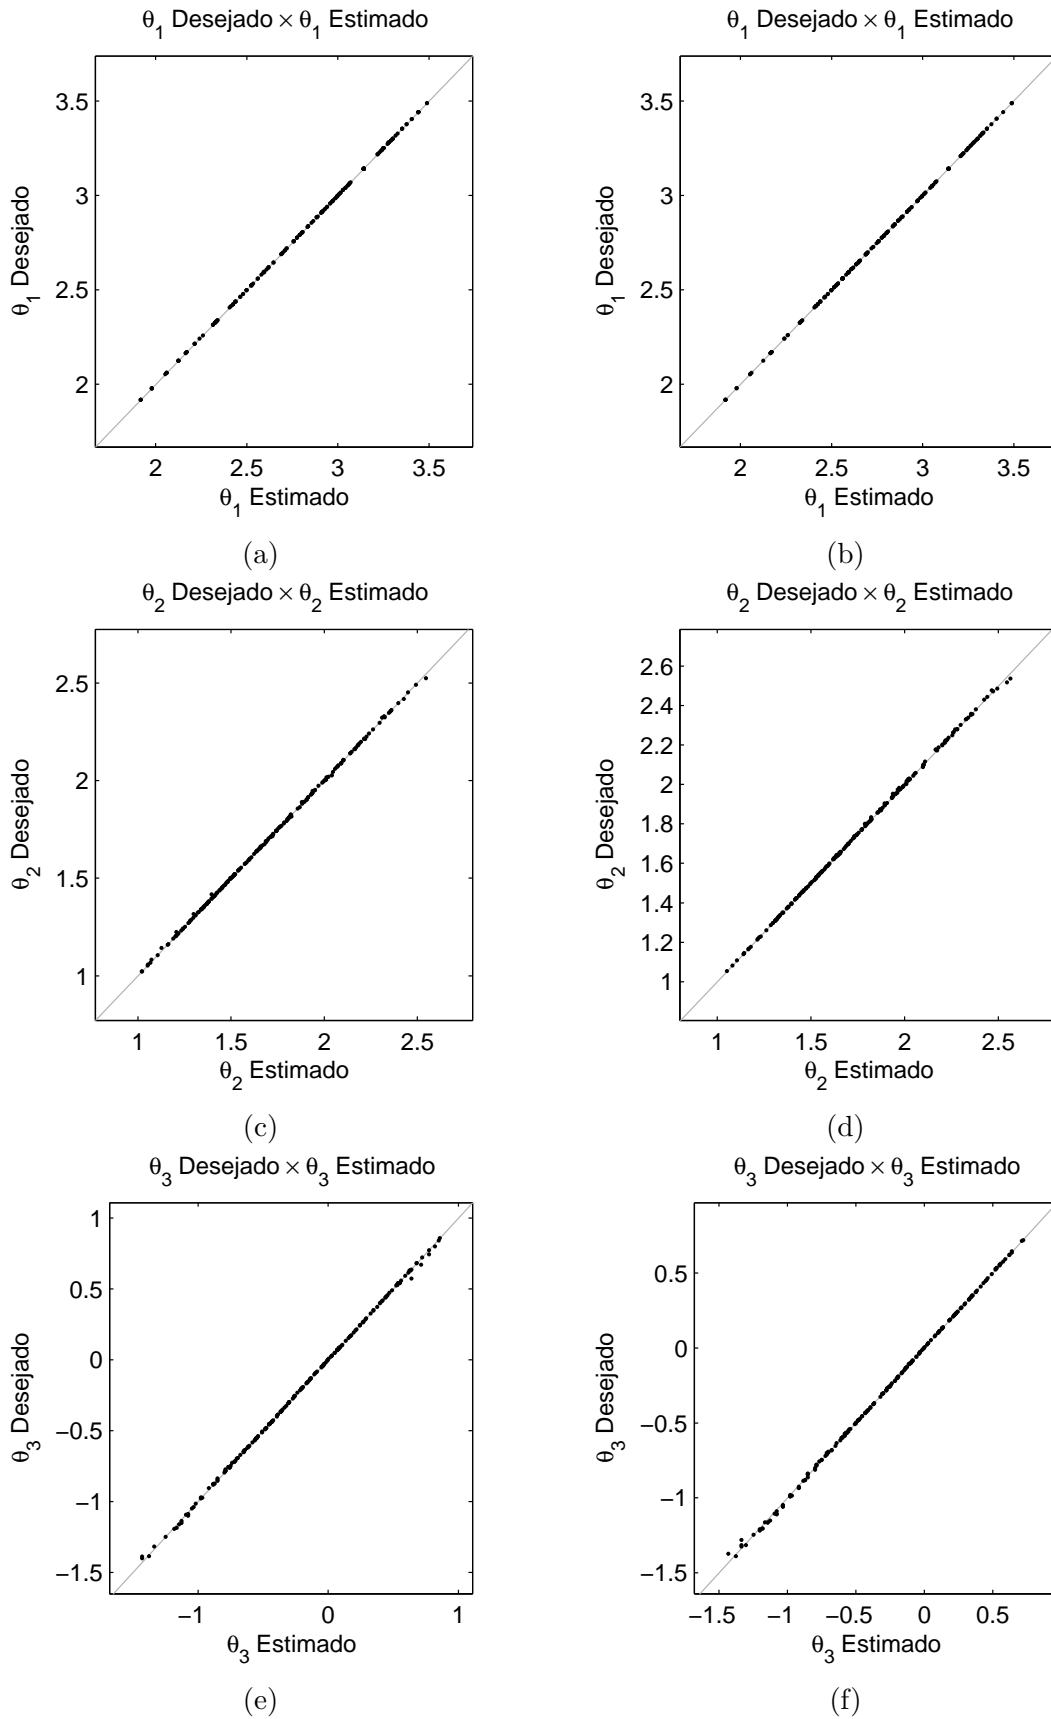 θ1 Desejado × θ1 Estimado
3.5
3
2.5
2
θ1 Desejado
2 2.5 3 3.5
θ1 Estimado
(a)
θ1 Desejado × θ1 Estimado
3.5
3
2.5
2
θ1 Desejado
2 2.5 3 3.5
θ1 Estimado
(b)
θ2 Desejado × θ2 Estimado
2.5
2
1.5
1
θ2 Desejado
1 1.5 2 2.5
θ2 Estimado
(c)
θ2 Desejado × θ2 Estimado
2.6
2.4
2.2
2
1.8
1.6
1.4
1.2
1
θ2 Desejado
1 1.5 2 2.5
θ2 Estimado
(d)
θ3 Desejado × θ3 Estimado
1
0.5
0
−0.5
−1
−1.5
θ3 Desejado
−1 0 1
θ3 Estimado
(e)
θ3 Desejado × θ3 Estimado
0.5
0
−0.5
−1
−1.5
θ3 Desejado
−1.5 −1 −0.5 0 0.5
θ3 Estimado
(f)